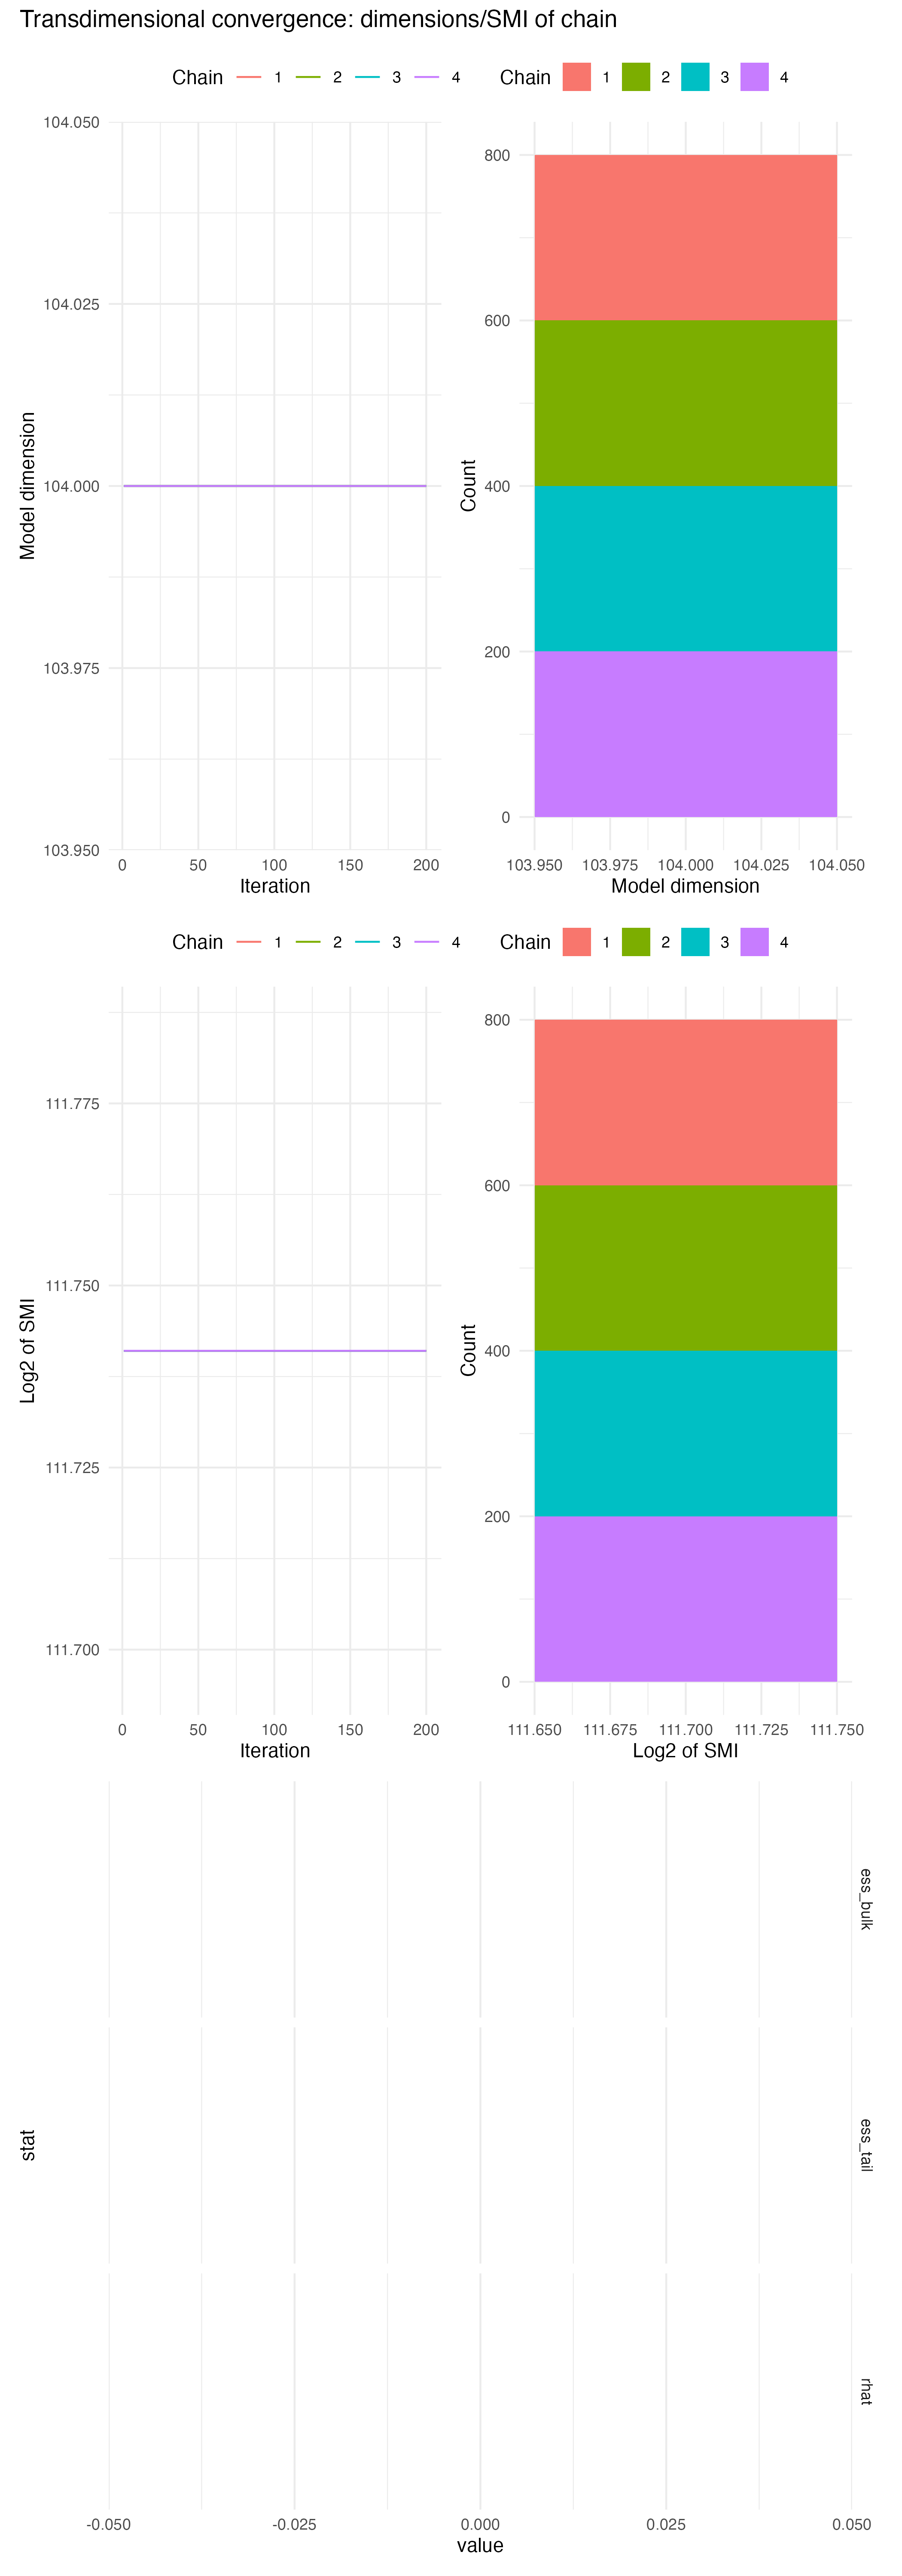 Transdimensional convergence: dimensions/SMI of chain
Chain 1 2 3 4 Chain 1 2 3 4
104.050
104.025
104.000
103.975
103.950
Model dimension
0 50 100 150 200
Iteration
800
600
400
200
0
Count
103.950 103.975 104.000 104.025 104.050
Model dimension
Chain 1 2 3 4 Chain 1 2 3 4
111.775
111.750
111.725
111.700
Log2 of SMI
0 50 100 150 200
Iteration
800
600
400
200
0
Count
111.650 111.675 111.700 111.725 111.750
Log2 of SMI
ess_bulk
ess_tail
rhat
stat
-0.050 -0.025 0.000 0.025 0.050
value